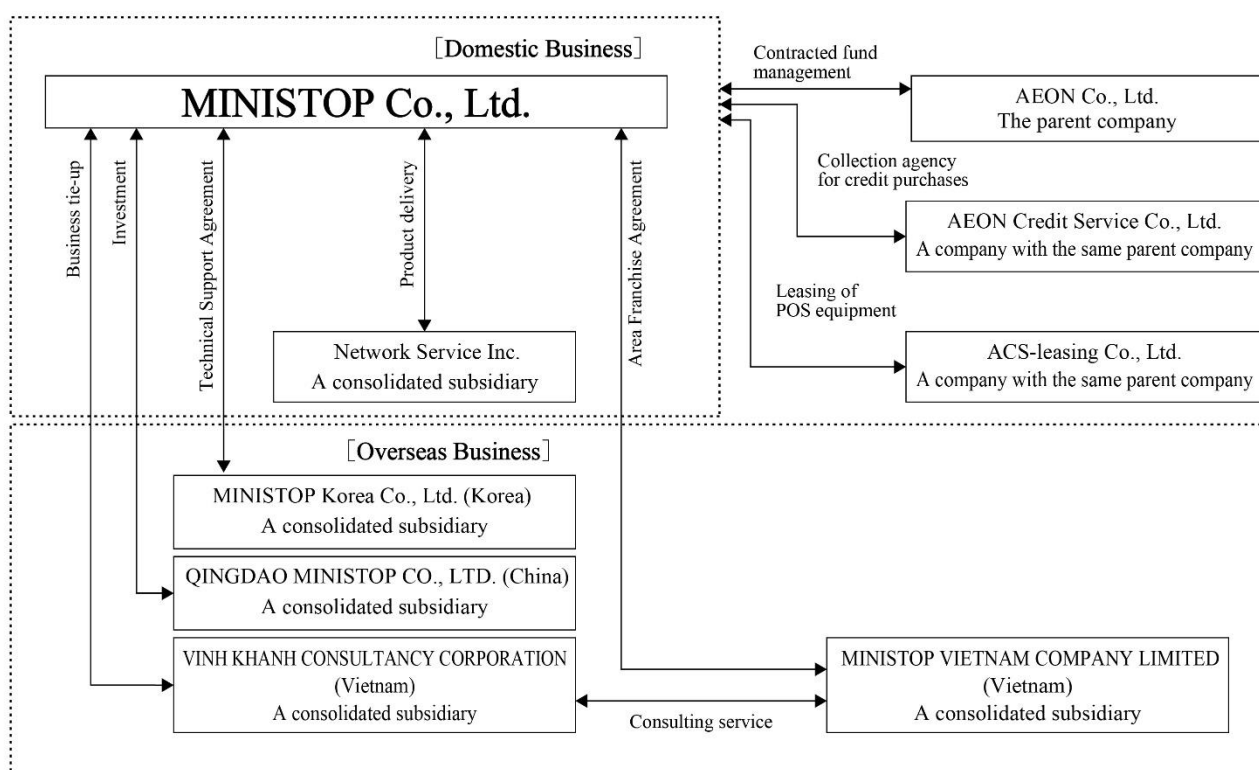 [Domestic Business]
MINISTOP Co., Ltd.
Contracted fund
management
AEON Co., Ltd.
The parent company
Collection agency
for credit purchases
AEON Credit Service Co., Ltd.
A company with the same parent company
Leasing of
POS equipment
ACS-leasing Co., Ltd.
A company with the same parent company
Business tie-up
Investment
Technical Support Agreement
Product delivery
Area Franchise Agreement
Network Service Inc.
A consolidated subsidiary
[Overseas Business]
MINISTOP Korea Co., Ltd. (Korea)
A consolidated subsidiary
QINGDAO MINISTOP CO., LTD. (China)
A consolidated subsidiary
VINH KHANH CONSULTANCY CORPORATION
(Vietnam)
A consolidated subsidiary
Consulting service
MINISTOP VIETNAM COMPANY LIMITED
(Vietnam)
A consolidated subsidiary